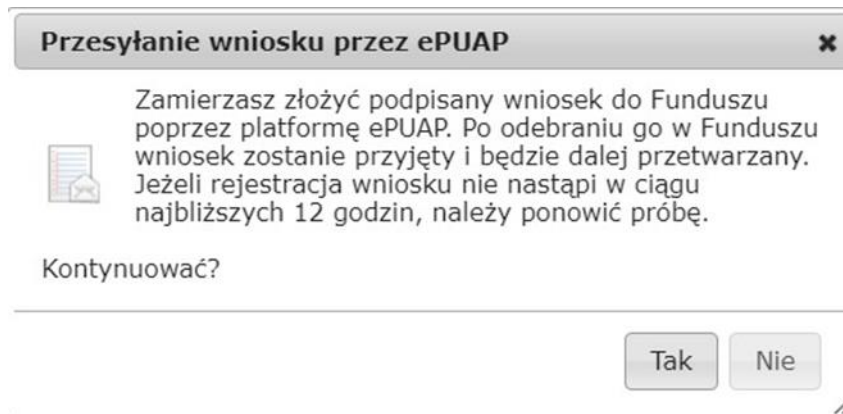 Przesyłanie wniosku przez ePUAP
Zamierzasz złożyć podpisany wniosek do Funduszu
poprzez platformę ePUAP. Po odebraniu go w Funduszu
wniosek zostanie przyjęty i będzie dalej przetwarzany.
Jeżeli rejestracja wniosku nie nastąpi w ciągu
najbliższych 12 godzin, należy ponowić próbę.
Kontynuować?
Tak
Nie